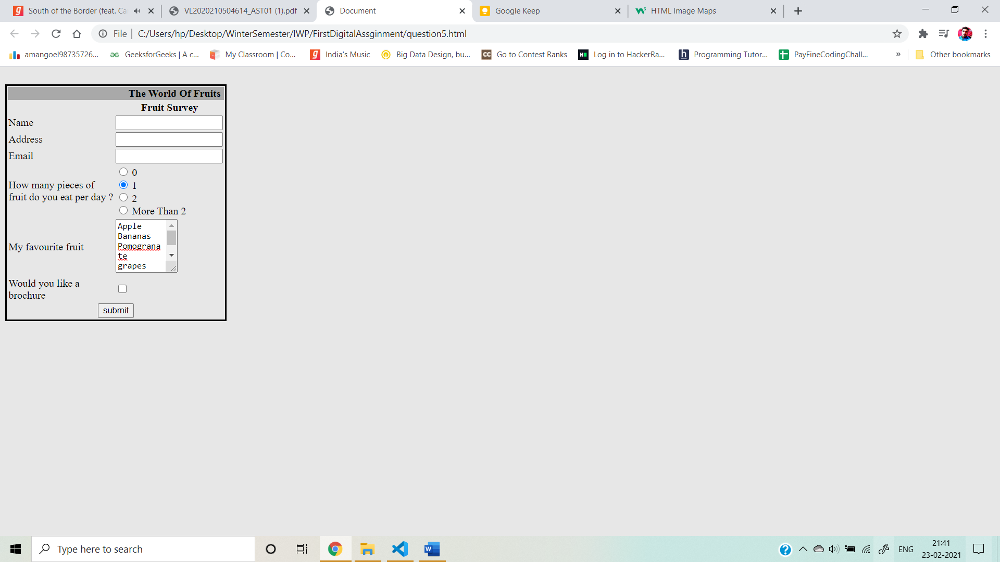 South of the Border (feat. Ca
VL2020210504614_AST01 (1).pdf
Document
Google Keep
HTML Image Maps
File | C:/Users/hp/Desktop/WinterSemester/IWP/FirstDigitalAssginment/question5.html
amangoel98735726...
GeeksforGeeks | A c...
My Classroom | Co...
India's Music
Big Data Design, bu...
Go to Contest Ranks
Log in to HackerRa...
Programming Tutor...
PayFineCodingChall...
»
Other bookmarks
The World Of Fruits
Fruit Survey
Name
Address
Email
How many pieces of
fruit do you eat per day ?
0
1
2
More Than 2
My favourite fruit
Apple
Bananas
Pomograna
te
grapes
Would you like a
brochure
submit
Type here to search
ENG
21:41
23-02-2021